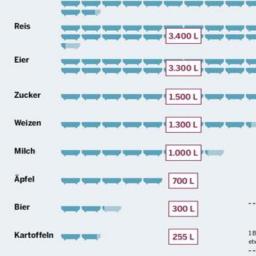 Reis 3.400 L
Eier 3.300 L
Zucker 1.500 L
Weizen 1.300 L
Milch 1.000 L
Äpfel 700 L
Bier 300 L
Kartoffeln 255 L